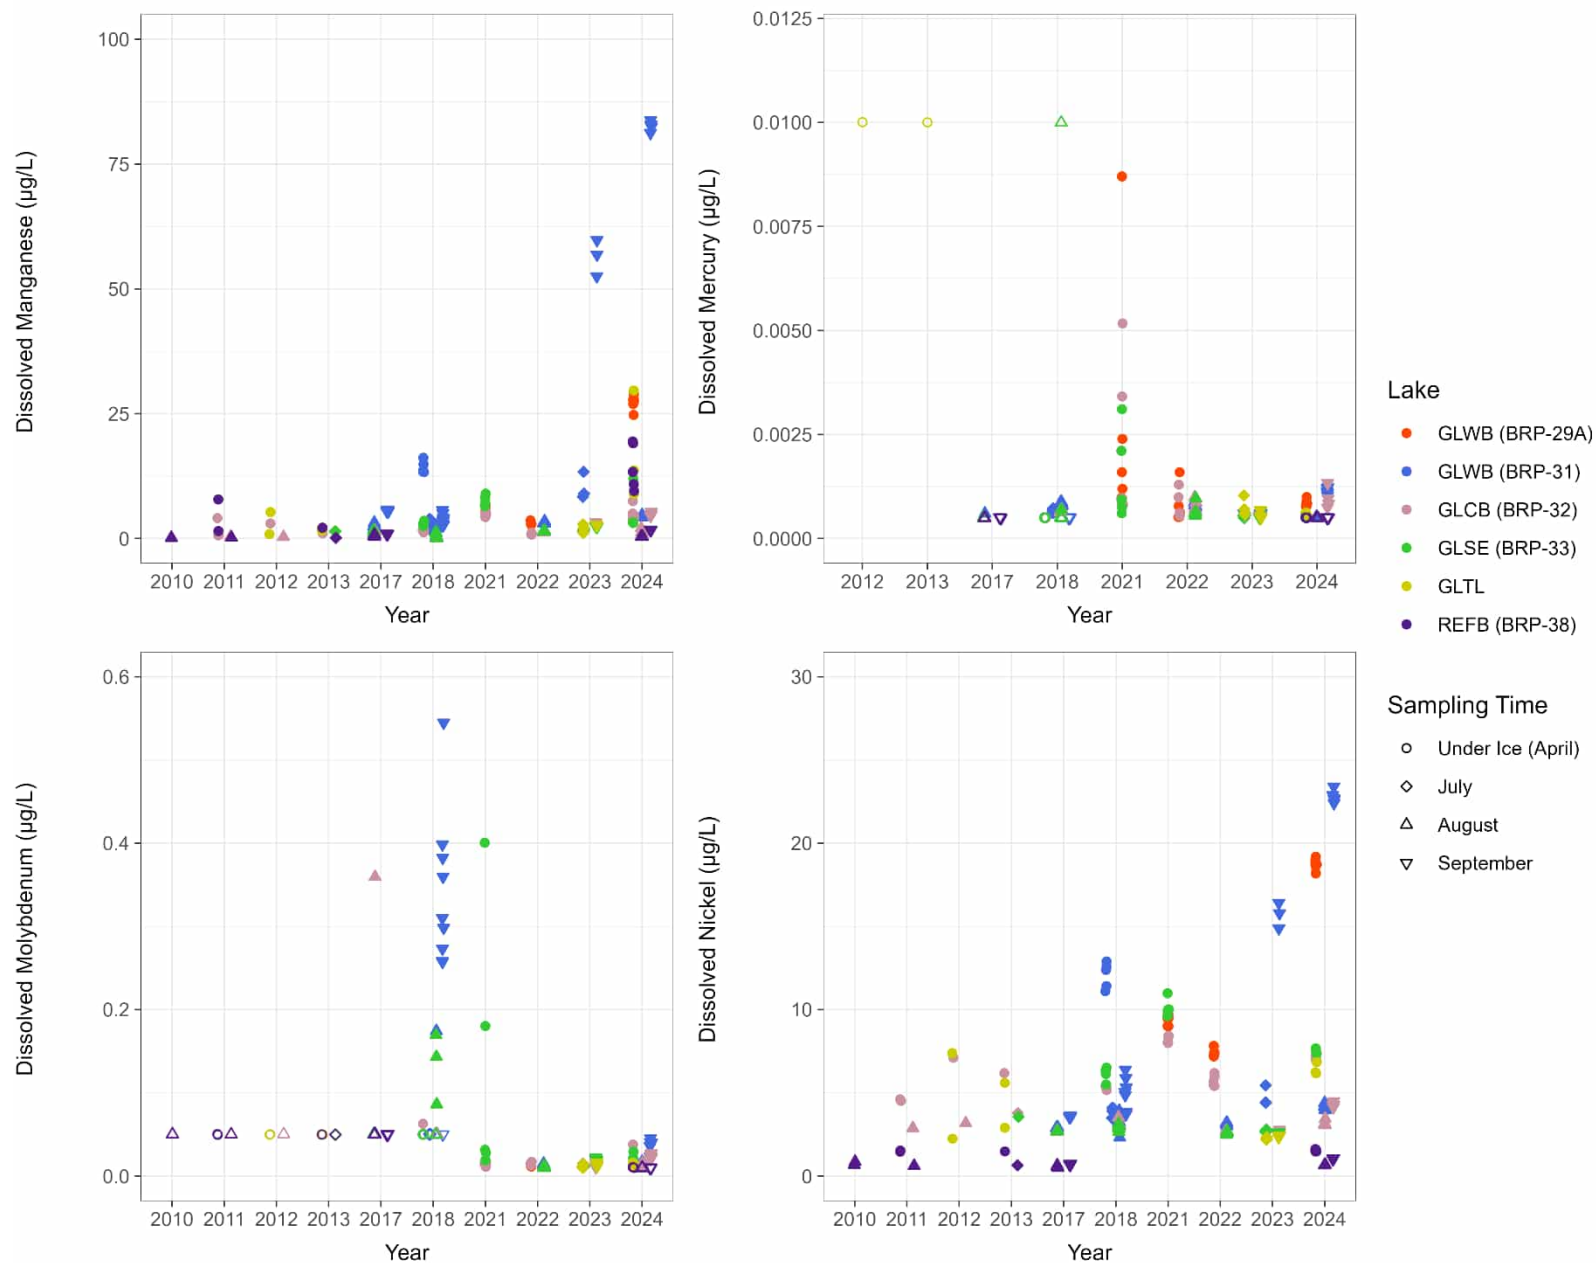 Dissolved Manganese (µg/L)
100
75
50
25
0
2010 2011 2012 2013 2017 2018 2021 2022 2023 2024
Year
Dissolved Mercury (µg/L)
0.0125
0.0100
0.0075
0.0050
0.0025
0.0000
2012 2013 2017 2018 2021 2022 2023 2024
Year
Dissolved Molybdenum (µg/L)
0.6
0.4
0.2
0.0
2010 2011 2012 2013 2017 2018 2021 2022 2023 2024
Year
Dissolved Nickel (µg/L)
30
20
10
0
2010 2011 2012 2013 2017 2018 2021 2022 2023 2024
Year
Lake
GLWB (BRP-29A)
GLWB (BRP-31)
GLCB (BRP-32)
GLSE (BRP-33)
GLTL
REFB (BRP-38)
Sampling Time
Under Ice (April)
July
August
September